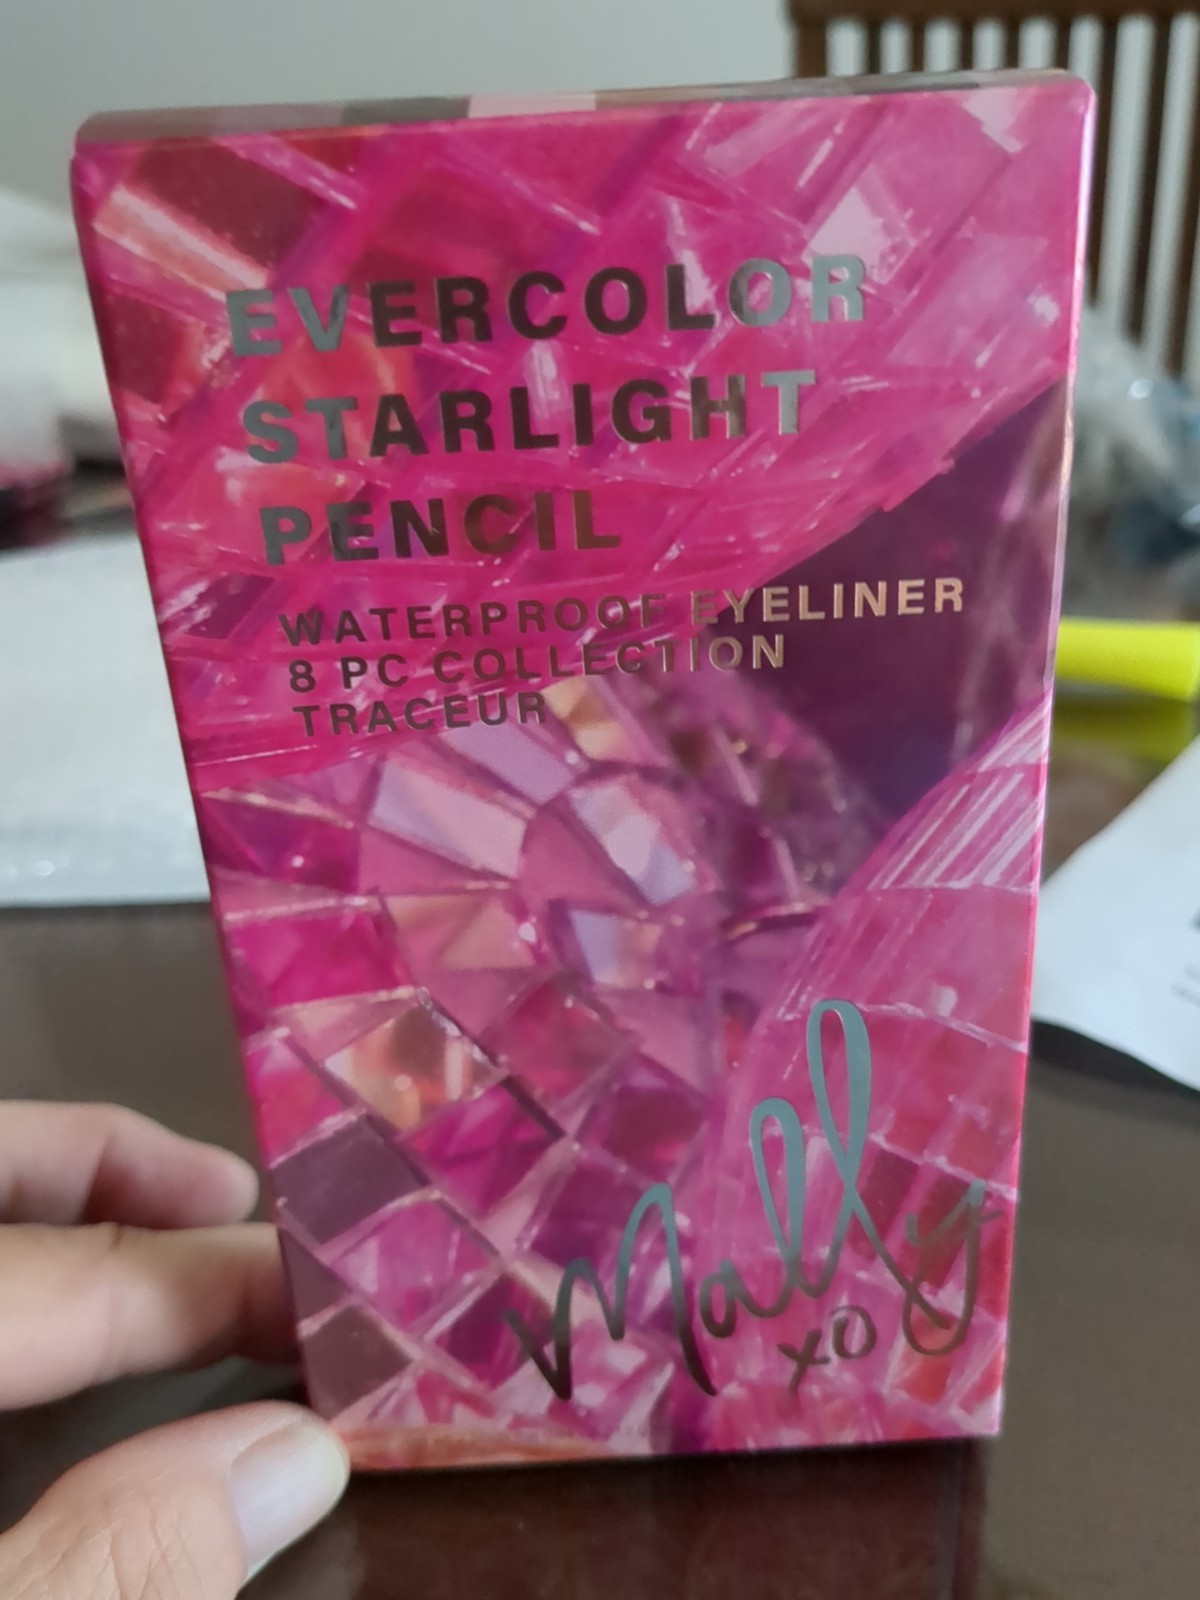 EVERCOLOR
STARLIGHT
PENCIL
WATERPROOF EYELINER
8 PC COLLECTION
TRACEUR
Mally
xo